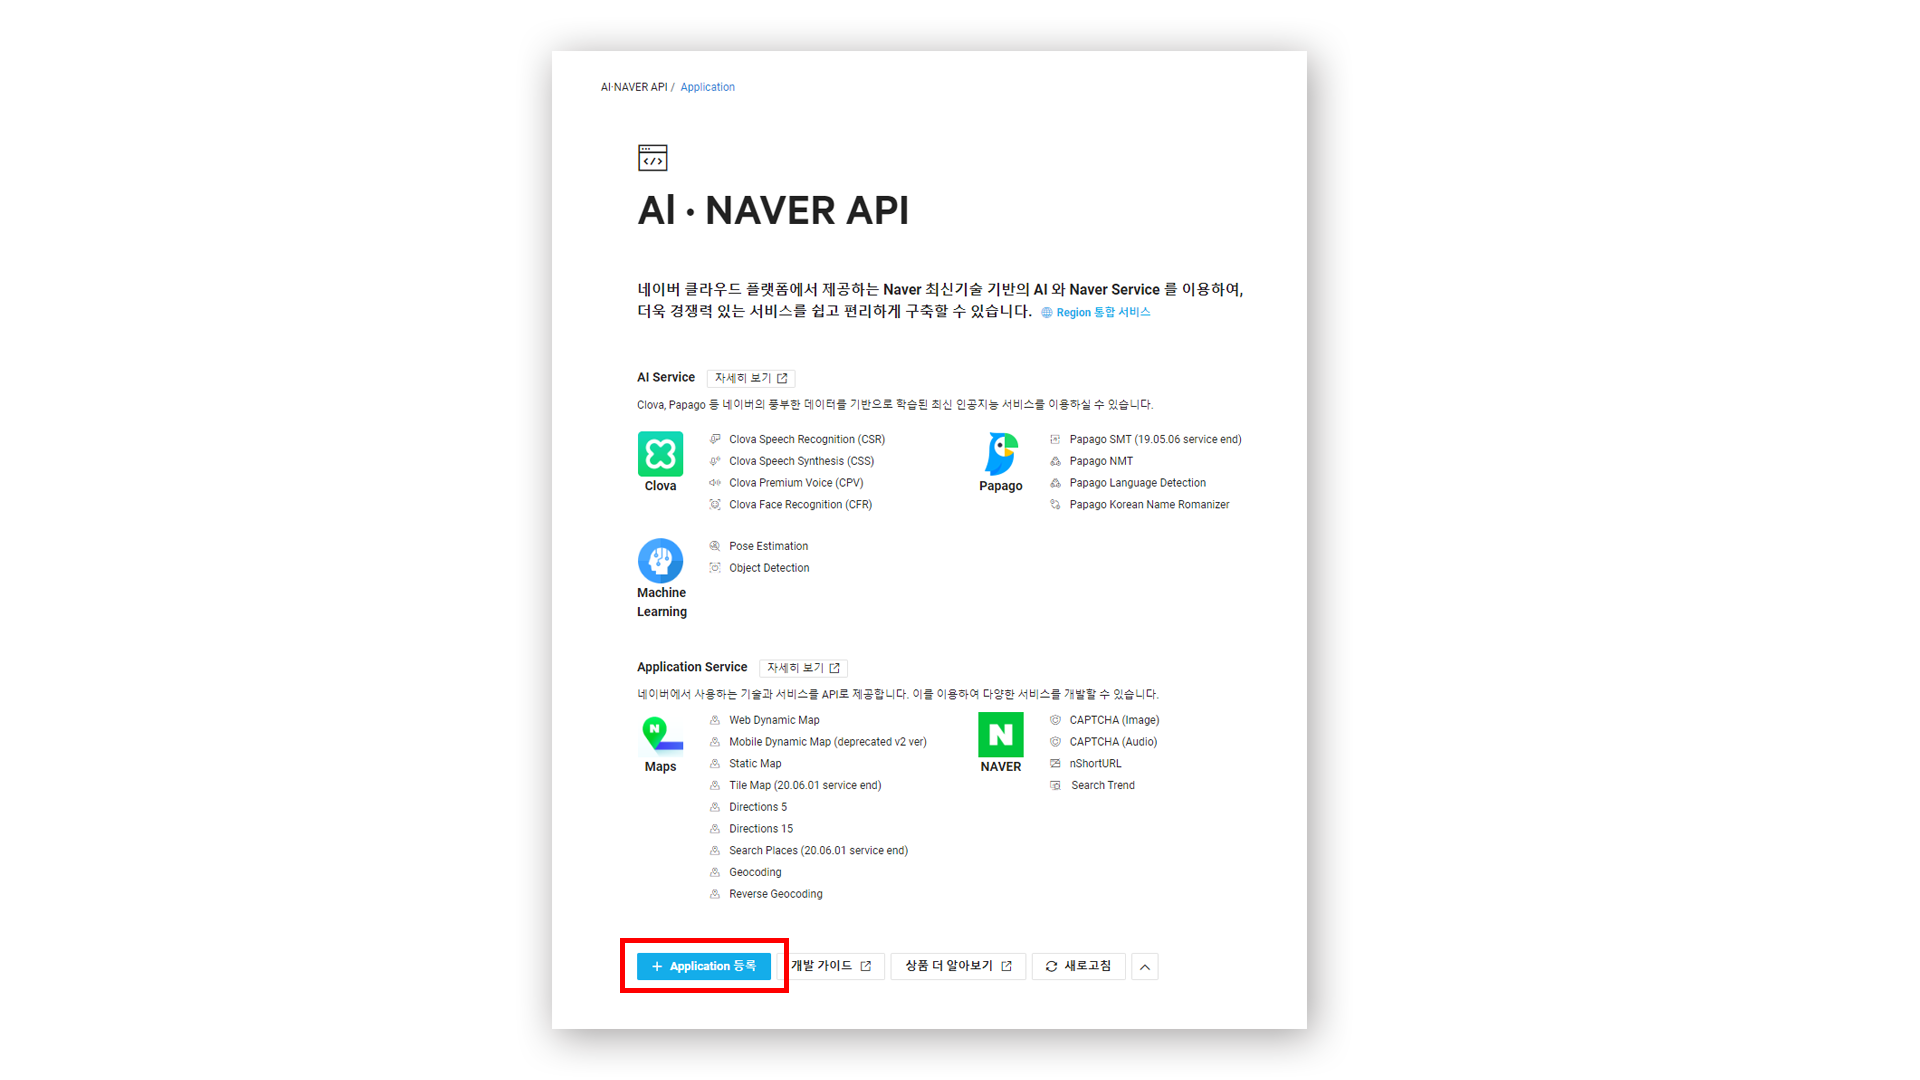 AI·NAVER API / Application
AI · NAVER API
네이버 클라우드 플랫폼에서 제공하는 Naver 최신기술 기반의 AI 와 Naver Service 를 이용하여,
더욱 경쟁력 있는 서비스를 쉽고 편리하게 구축할 수 있습니다. Region 통합 서비스
AI Service 자세히 보기
Clova, Papago 등 네이버의 풍부한 데이터를 기반으로 학습된 최신 인공지능 서비스를 이용하실 수 있습니다.
Clova
Clova Speech Recognition (CSR)
Clova Speech Synthesis (CSS)
Clova Premium Voice (CPV)
Clova Face Recognition (CFR)
Papago
Papago SMT (19.05.06 service end)
Papago NMT
Papago Language Detection
Papago Korean Name Romanizer
Machine
Learning
Pose Estimation
Object Detection
Application Service 자세히 보기
네이버에서 사용하는 기술과 서비스를 API로 제공합니다. 이를 이용하여 다양한 서비스를 개발할 수 있습니다.
N
Maps
Web Dynamic Map
Mobile Dynamic Map (deprecated v2 ver)
Static Map
Tile Map (20.06.01 service end)
Directions 5
Directions 15
Search Places (20.06.01 service end)
Geocoding
Reverse Geocoding
N
NAVER
CAPTCHA (Image)
CAPTCHA (Audio)
nShortURL
Search Trend
+ Application 등록 개발 가이드 상품 더 알아보기 새로고침